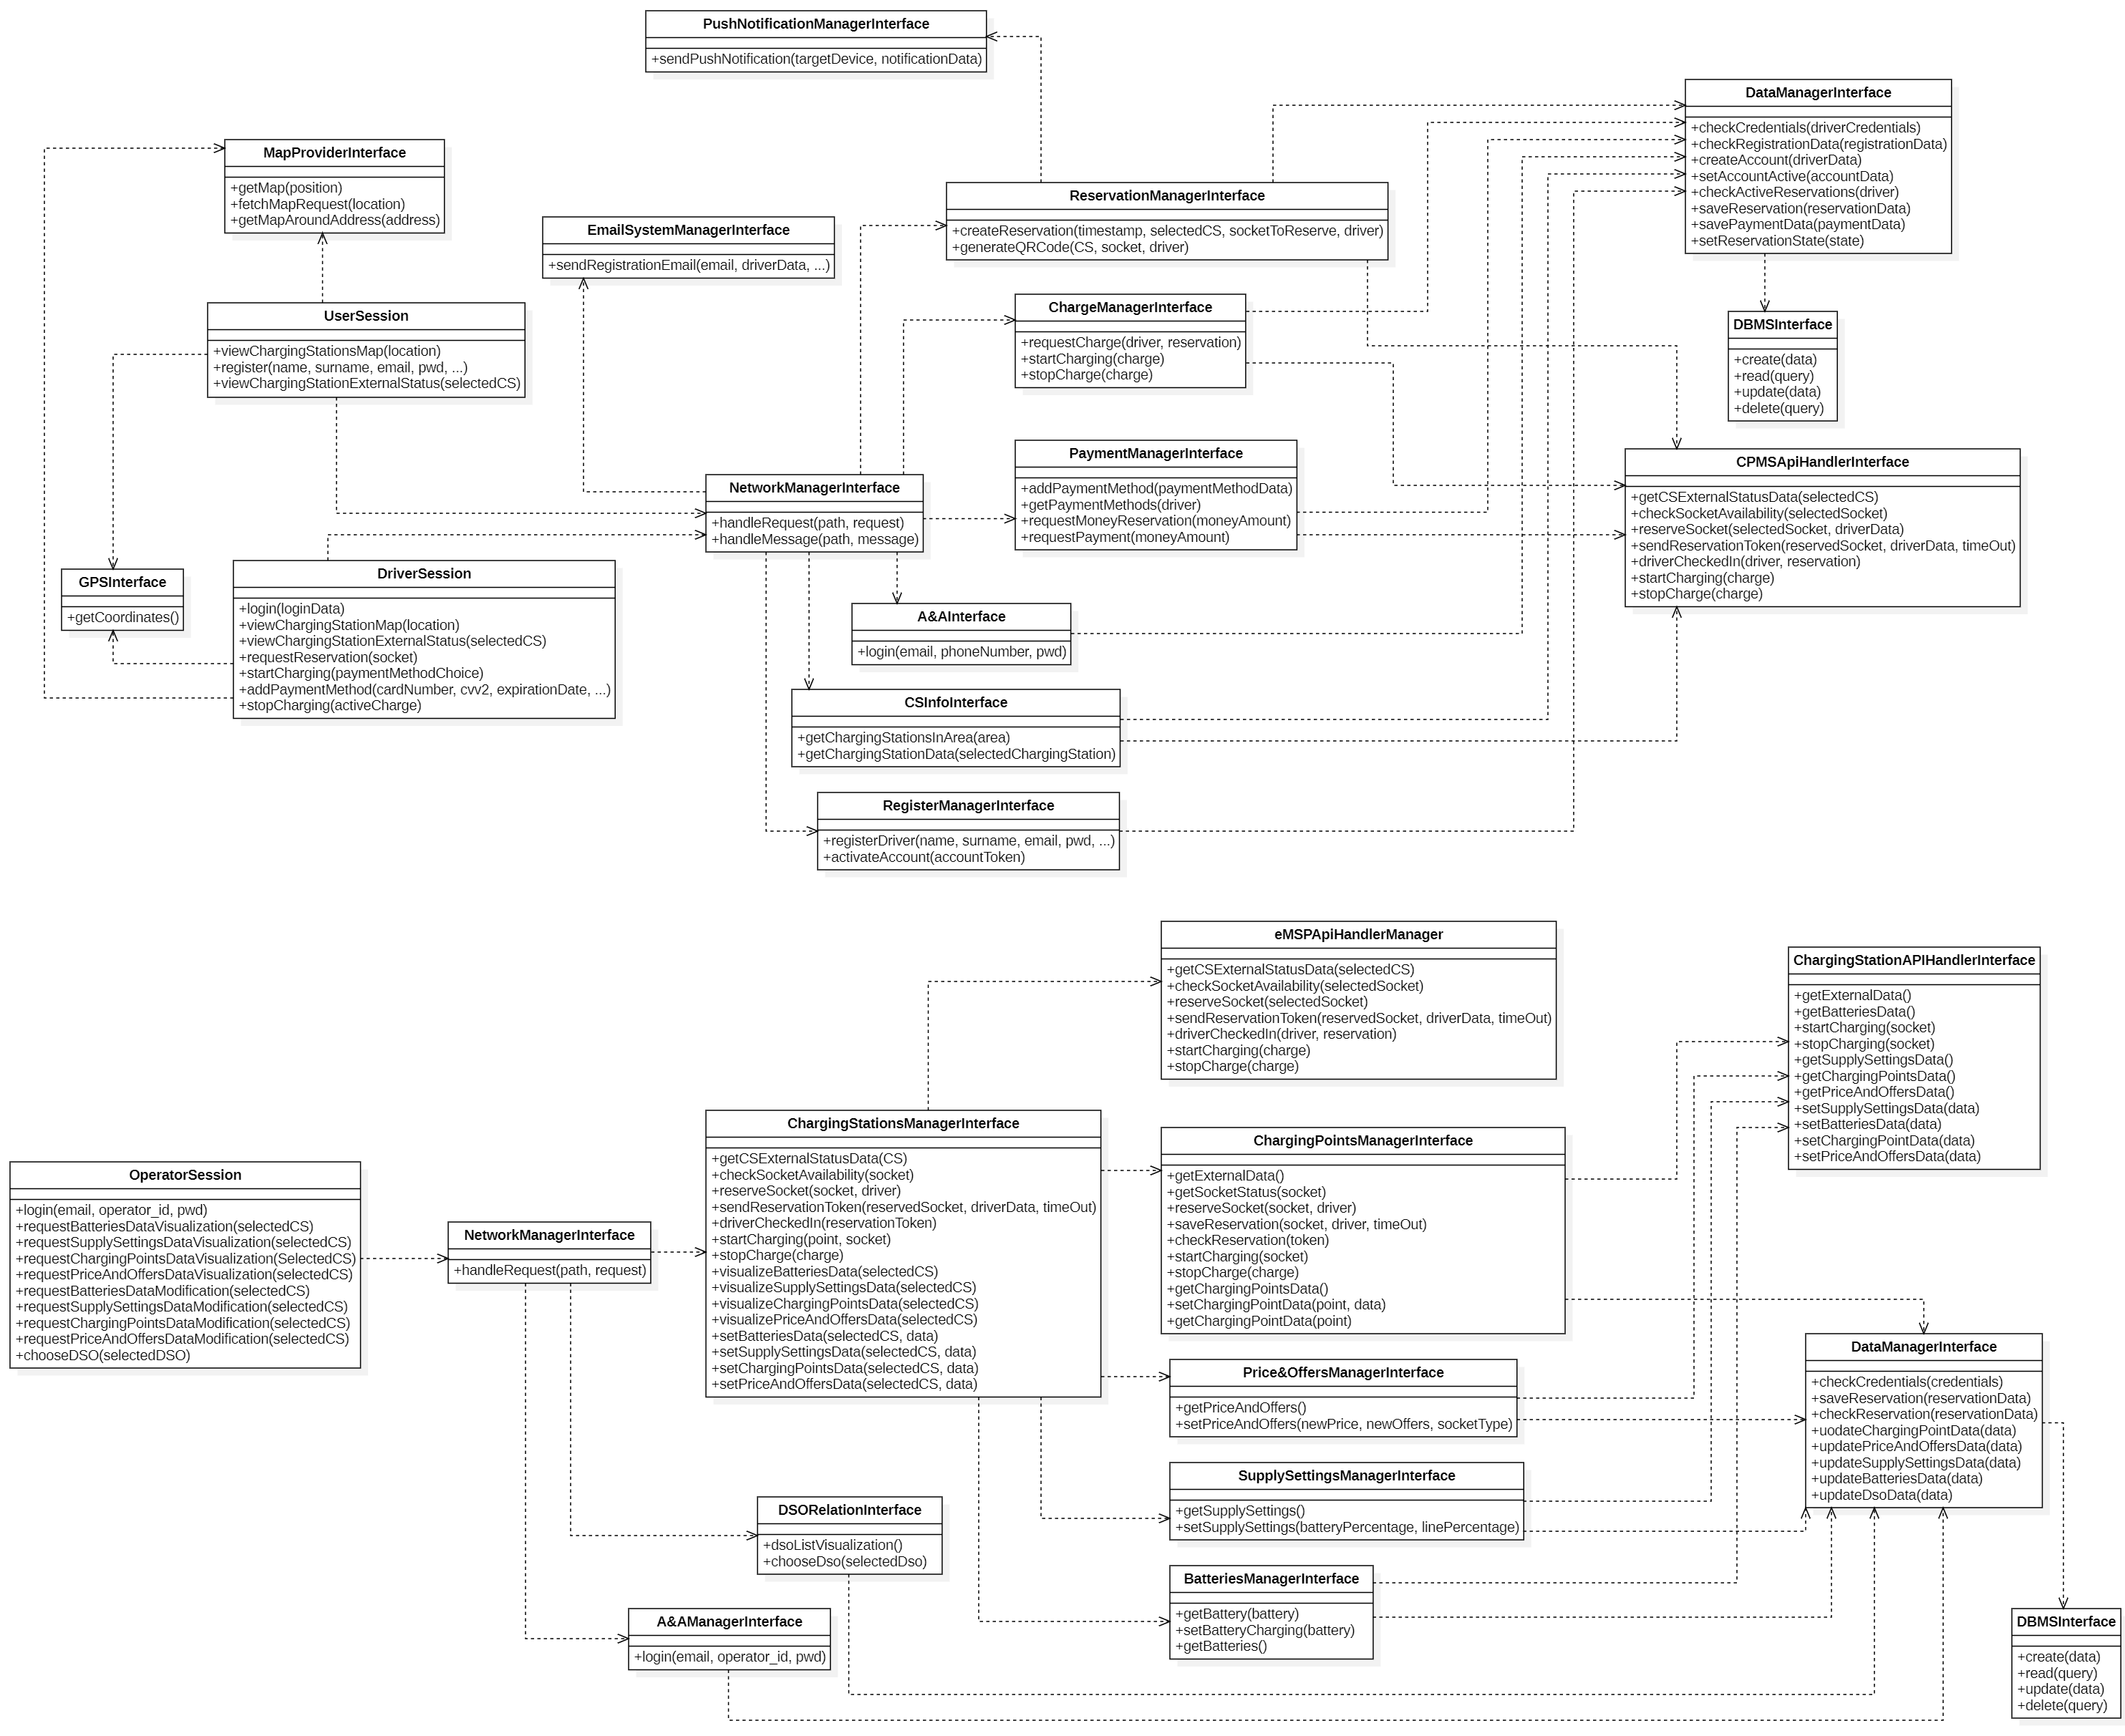 PushNotificationManagerInterface
+sendPushNotification(targetDevice, notificationData)
DataManagerInterface
+checkCredentials(driverCredentials)
+checkRegistrationData(registrationData)
+createAccount(driverData)
+setAccountActive(accountData)
+checkActiveReservations(driver)
+saveReservation(reservationData)
+savePaymentData(paymentData)
+setReservationState(state)
MapProviderInterface
+getMap(position)
+fetchMapRequest(location)
+getMapAroundAddress(address)
ReservationManagerInterface
+createReservation(timestamp, selectedCS, socketToReserve, driver)
+generateQRCode(CS, socket, driver)
EmailSystemManagerInterface
+sendRegistrationEmail(email, driverData, ...)
UserSession
+viewChargingStationsMap(location)
+register(name, surname, email, pwd, ...)
+viewChargingStationExternalStatus(selectedCS)
ChargeManagerInterface
+requestCharge(driver, reservation)
+startCharging(charge)
+stopCharge(charge)
DBMSInterface
+create(data)
+read(query)
+update(data)
+delete(query)
PaymentManagerInterface
+addPaymentMethod(paymentMethodData)
+getPaymentMethods(driver)
+requestMoneyReservation(moneyAmount)
+requestPayment(moneyAmount)
CPMSApiHandlerInterface
+getCSExternalStatusData(selectedCS)
+checkSocketAvailability(selectedSocket)
+reserveSocket(selectedSocket, driverData)
+sendReservationToken(reservedSocket, driverData, timeOut)
+driverCheckedIn(driver, reservation)
+startCharging(charge)
+stopCharge(charge)
NetworkManagerInterface
+handleRequest(path, request)
+handleMessage(path, message)
GPSInterface
+getCoordinates()
DriverSession
+login(loginData)
+viewChargingStationMap(location)
+viewChargingStationExternalStatus(selectedCS)
+requestReservation(socket)
+startCharging(paymentMethodChoice)
+addPaymentMethod(cardNumber, cvv2, expirationDate, ...)
+stopCharging(activeCharge)
A&AInterface
+login(email, phoneNumber, pwd)
CSInfoInterface
+getChargingStationsInArea(area)
+getChargingStationData(selectedChargingStation)
RegisterManagerInterface
+registerDriver(name, surname, email, pwd, ...)
+activateAccount(accountToken)
eMSPApiHandlerManager
+getCSExternalStatusData(selectedCS)
+checkSocketAvailability(selectedSocket)
+reserveSocket(selectedSocket)
+sendReservationToken(reservedSocket, driverData, timeOut)
+driverCheckedIn(driver, reservation)
+startCharging(charge)
+stopCharge(charge)
ChargingStationAPIHandlerInterface
+getExternalData()
+getBatteriesData()
+startCharging(socket)
+stopCharging(socket)
+getSupplySettingsData()
+getChargingPointsData()
+getPriceAndOffersData()
+setSupplySettingsData(data)
+setBatteriesData(data)
+setChargingPointData(data)
+setPriceAndOffersData(data)
ChargingStationsManagerInterface
+getCSExternalStatusData(CS)
+checkSocketAvailability(socket)
+reserveSocket(socket, driver)
+sendReservationToken(reservedSocket, driverData, timeOut)
+driverCheckedIn(reservationToken)
+startCharging(point, socket)
+stopCharge(charge)
+visualizeBatteriesData(selectedCS)
+visualizeSupplySettingsData(selectedCS)
+visualizeChargingPointsData(selectedCS)
+visualizePriceAndOffersData(selectedCS)
+setBatteriesData(selectedCS, data)
+setSupplySettingsData(selectedCS, data)
+setChargingPointsData(selectedCS, data)
+setPriceAndOffersData(selectedCS, data)
ChargingPointsManagerInterface
+getExternalData()
+getSocketStatus(socket)
+reserveSocket(socket, driver)
+saveReservation(socket, driver, timeOut)
+checkReservation(token)
+startCharging(socket)
+stopCharge(charge)
+getChargingPointsData()
+setChargingPointData(point, data)
+getChargingPointData(point)
OperatorSession
+login(email, operator_id, pwd)
+requestBatteriesDataVisualization(selectedCS)
+requestSupplySettingsDataVisualization(selectedCS)
+requestChargingPointsDataVisualization(SelectedCS)
+requestPriceAndOffersDataVisualization(selectedCS)
+requestBatteriesDataModification(selectedCS)
+requestSupplySettingsDataModification(selectedCS)
+requestChargingPointsDataModification(selectedCS)
+requestPriceAndOffersDataModification(selectedCS)
+chooseDSO(selectedDSO)
NetworkManagerInterface
+handleRequest(path, request)
DataManagerInterface
+checkCredentials(credentials)
+saveReservation(reservationData)
+checkReservation(reservationData)
+uodateChargingPointData(data)
+updatePriceAndOffersData(data)
+updateSupplySettingsData(data)
+updateBatteriesData(data)
+updateDsoData(data)
Price&OffersManagerInterface
+getPriceAndOffers()
+setPriceAndOffers(newPrice, newOffers, socketType)
SupplySettingsManagerInterface
+getSupplySettings()
+setSupplySettings(batteryPercentage, linePercentage)
DSORelationInterface
+dsoListVisualization()
+chooseDso(selectedDso)
BatteriesManagerInterface
+getBattery(battery)
+setBatteryCharging(battery)
+getBatteries()
A&AManagerInterface
+login(email, operator_id, pwd)
DBMSInterface
+create(data)
+read(query)
+update(data)
+delete(query)